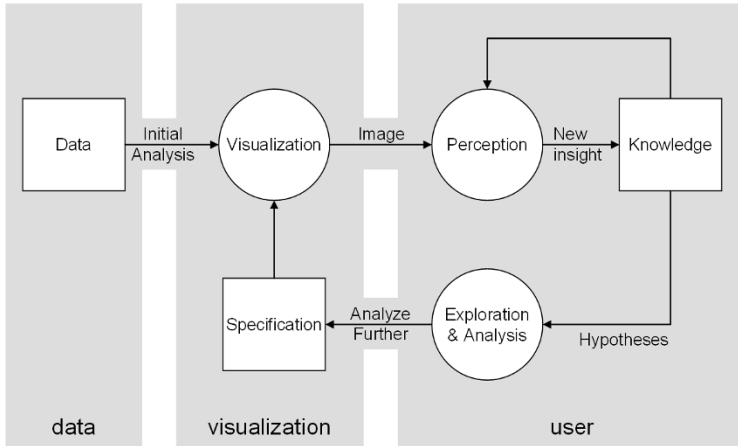 Data
Initial
Analysis
Visualization
Image
Perception
New
insight
Knowledge
Specification
Analyze
Further
Exploration
& Analysis
Hypotheses
data
visualization
user